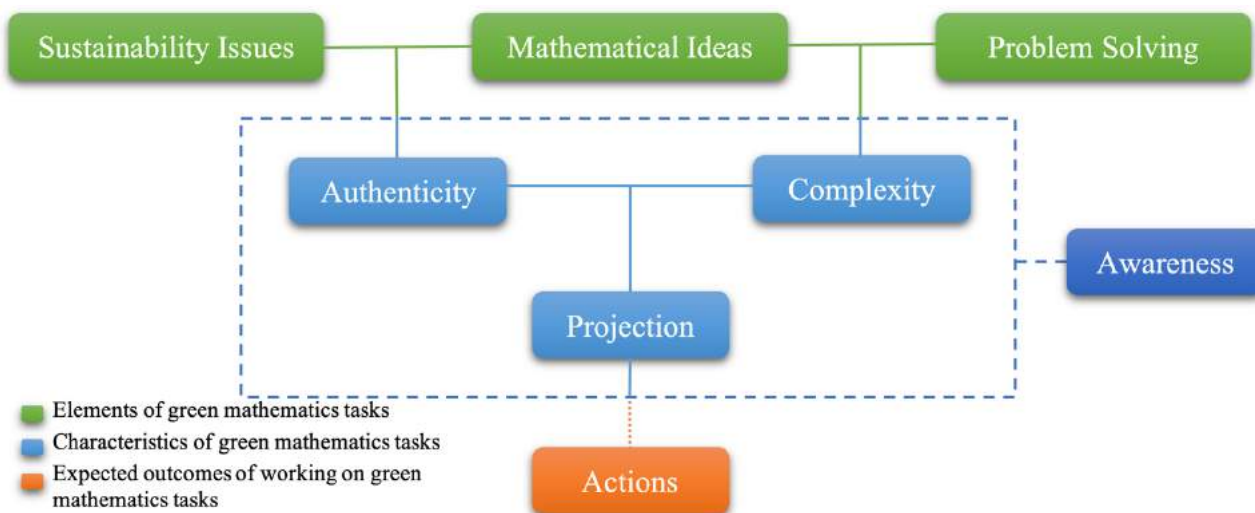 Sustainability Issues
Mathematical Ideas
Problem Solving
Authenticity
Complexity
Awareness
Projection
Elements of green mathematics tasks
Characteristics of green mathematics tasks
Expected outcomes of working on green
mathematics tasks
Actions